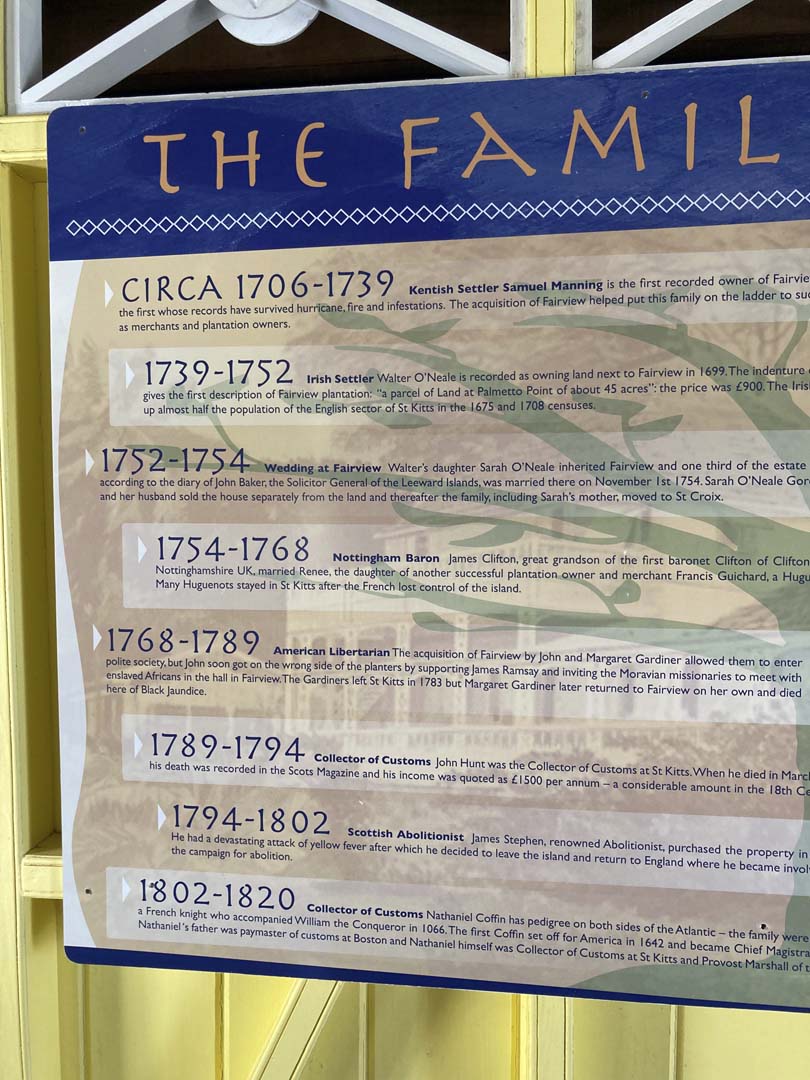 THE FAMIL
CIRCA 1706-1739 Kentish Settler Samuel Manning is the first recorded owner of Fairvie
the first whose records have survived hurricane, fire and infestations. The acquisition of Fairview helped put this family on the ladder to suc
as merchants and plantation owners.
1739-1752 Irish Settler Walter O'Neale is recorded as owning land next to Fairview in 1699. The indenture
gives the first description of Fairview plantation: "a parcel of Land at Palmetto Point of about 45 acres": the price was £900. The Iris
up almost half the population of the English sector of St Kitts in the 1675 and 1708 censuses.
1752-1754 Wedding at Fairview Walter's daughter Sarah O'Neale inherited Fairview and one third of the estate
according to the diary of John Baker, the Solicitor General of the Leeward Islands, was married there on November 1st 1754. Sarah O'Neale Gor
and her husband sold the house separately from the land and thereafter the family, including Sarah's mother, moved to St Croix.
1754-1768 Nottingham Baron James Clifton, great grandson of the first baronet Clifton of Clifton
Nottinghamshire UK, married Renee, the daughter of another successful plantation owner and merchant Francis Guichard, a Hugu
Many Huguenots stayed in St Kitts after the French lost control of the island.
1768-1789 American Libertarian The acquisition of Fairview by John and Margaret Gardiner allowed them to enter
polite society, but John soon got on the wrong side of the planters by supporting James Ramsay and inviting the Moravian missionaries to meet with
enslaved Africans in the hall in Fairview. The Gardiners left St Kitts in 1783 but Margaret Gardiner later returned to Fairview on her own and died
here of Black Jaundice.
1789-1794 Collector of Customs John Hunt was the Collector of Customs at St Kitts. When he died in March
his death was recorded in the Scots Magazine and his income was quoted as £1500 per annum – a considerable amount in the 18th Ce
1794-1802 Scottish Abolitionist James Stephen, renowned Abolitionist, purchased the property in
He had a devastating attack of yellow fever after which he decided to leave the island and return to England where he became invol
the campaign for abolition.
1802-1820 Collector of Customs Nathaniel Coffin has pedigree on both sides of the Atlantic – the family were
a French knight who accompanied William the Conqueror in 1066. The first Coffin set off for America in 1642 and became Chief Magistra
Nathaniel's father was paymaster of customs at Boston and Nathaniel himself was Collector of Customs at St Kitts and Provost Marshall of t